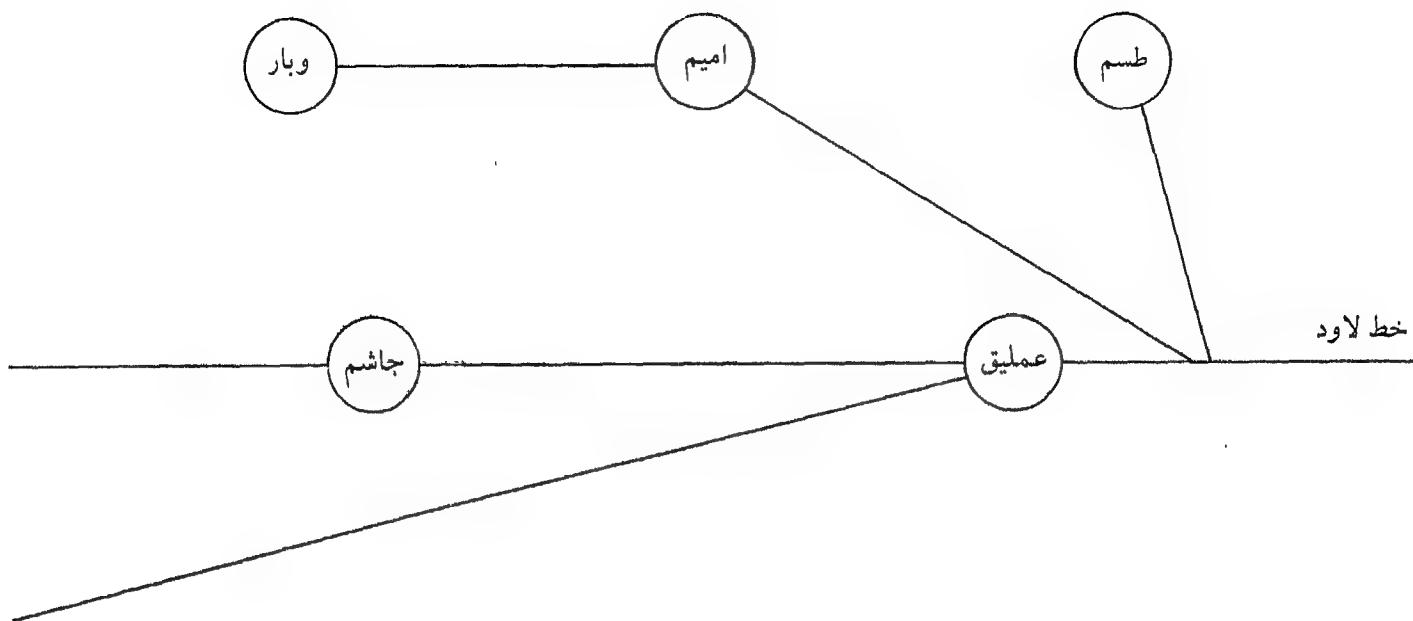 طسم
اميم
وبار
خط لاود
عمليق
جاشم